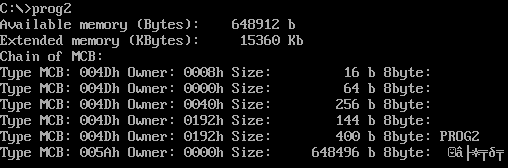 C:\>prog2
Available memory (Bytes):    648912 b
Extended memory (KBytes):     15360 Kb
Chain of MCB:
Type MCB: 004Dh Owner: 0008h Size:        16 b 8byte:
Type MCB: 004Dh Owner: 0000h Size:        64 b 8byte:
Type MCB: 004Dh Owner: 0040h Size:       256 b 8byte:
Type MCB: 004Dh Owner: 0192h Size:       144 b 8byte:
Type MCB: 004Dh Owner: 0192h Size:       400 b 8byte: PROG2
Type MCB: 005Ah Owner: 0000h Size:    648496 b 8byte: